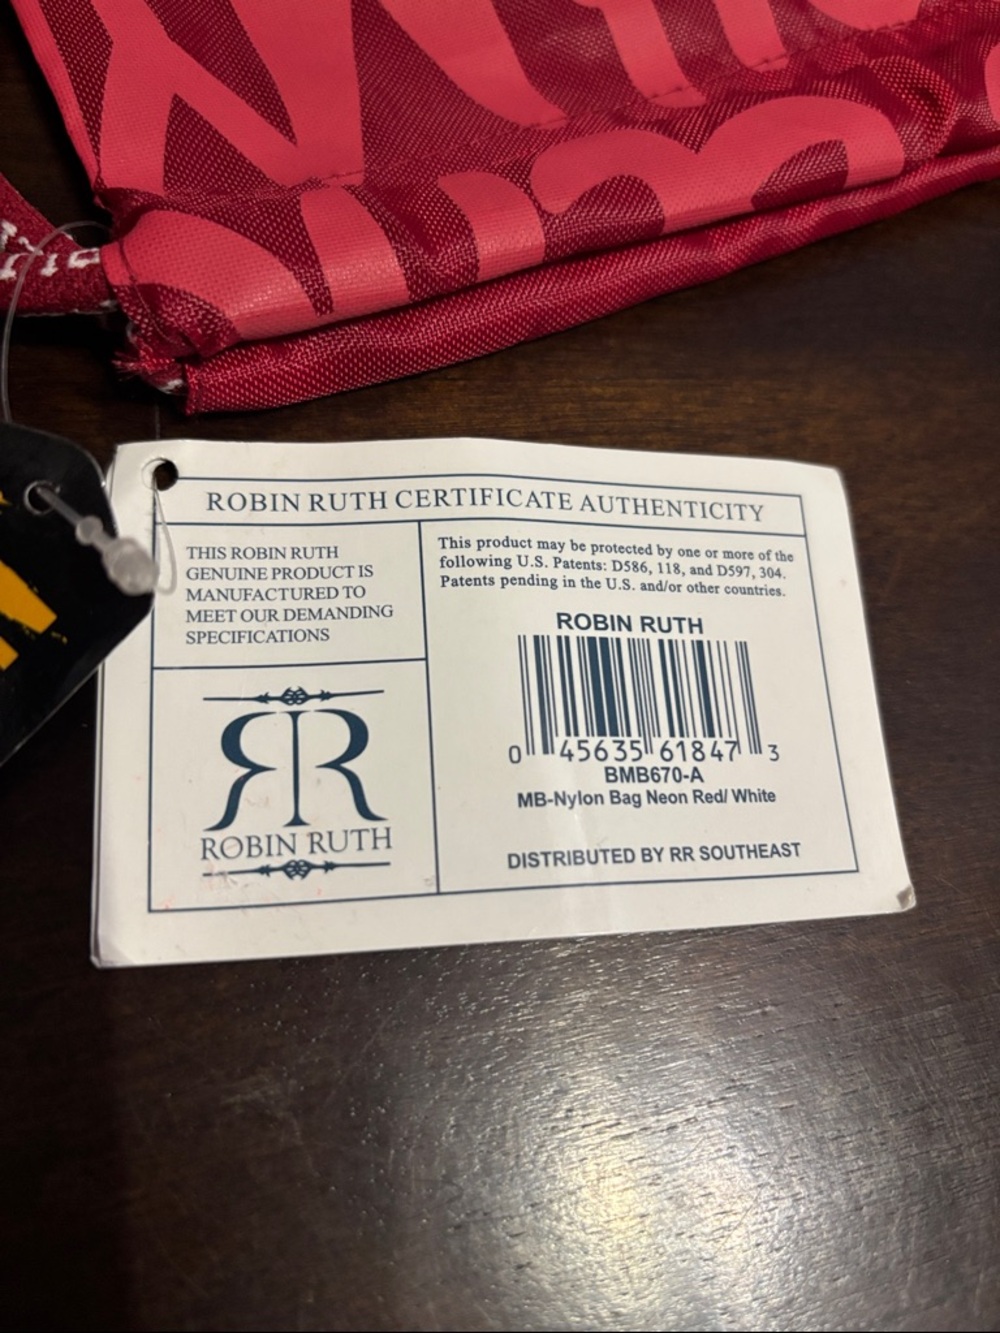 ROBIN RUTH CERTIFICATE AUTHENTICITY
THIS ROBIN RUTH
GENUINE PRODUCT IS
MANUFACTURED TO
MEET OUR DEMANDING
SPECIFICATIONS
This product may be protected by one or more of the
following U.S. Patents: D586, 118, and D597, 304.
Patents pending in the U.S. and/or other countries.
ROBIN RUTH
0 45635 61847 3
BMB670-A
MB-Nylon Bag Neon Red/ White
DISTRIBUTED BY RR SOUTHEAST
RR
ROBIN RUTH